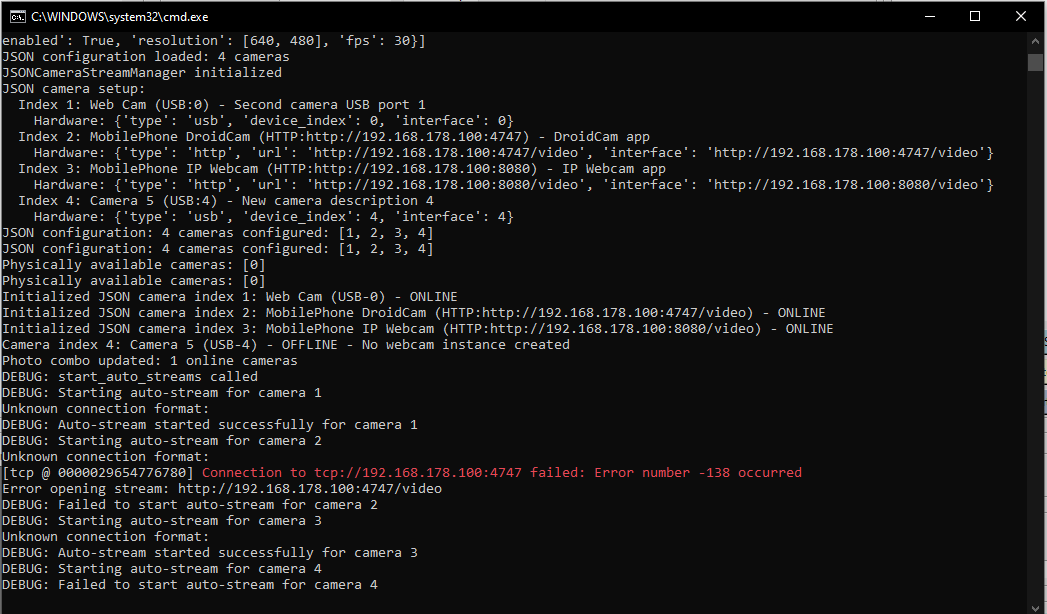 C:\WINDOWS\system32\cmd.exe
enabled': True, 'resolution': [640, 480], 'fps': 30}]
JSON configuration loaded: 4 cameras
JSONCameraStreamManager initialized
JSON camera setup:
  Index 1: Web Cam (USB:0) - Second camera USB port 1
    Hardware: {'type': 'usb', 'device_index': 0, 'interface': 0}
  Index 2: MobilePhone DroidCam (HTTP:http://192.168.178.100:4747) - DroidCam app
    Hardware: {'type': 'http', 'url': 'http://192.168.178.100:4747/video', 'interface': 'http://192.168.178.100:4747/video'}
  Index 3: MobilePhone IP Webcam (HTTP:http://192.168.178.100:8080) - IP Webcam app
    Hardware: {'type': 'http', 'url': 'http://192.168.178.100:8080/video', 'interface': 'http://192.168.178.100:8080/video'}
  Index 4: Camera 5 (USB:4) - New camera description 4
    Hardware: {'type': 'usb', 'device_index': 4, 'interface': 4}
JSON configuration: 4 cameras configured: [1, 2, 3, 4]
JSON configuration: 4 cameras configured: [1, 2, 3, 4]
Physically available cameras: [0]
Physically available cameras: [0]
Initialized JSON camera index 1: Web Cam (USB-0) - ONLINE
Initialized JSON camera index 2: MobilePhone DroidCam (HTTP:http://192.168.178.100:4747/video) - ONLINE
Initialized JSON camera index 3: MobilePhone IP Webcam (HTTP:http://192.168.178.100:8080/video) - ONLINE
Camera index 4: Camera 5 (USB-4) - OFFLINE - No webcam instance created
Photo combo updated: 1 online cameras
DEBUG: start_auto_streams called
DEBUG: Starting auto-stream for camera 1
Unknown connection format:
DEBUG: Auto-stream started successfully for camera 1
DEBUG: Starting auto-stream for camera 2
Unknown connection format:
[tcp @ 0000029654776780] Connection to tcp://192.168.178.100:4747 failed: Error number -138 occurred
Error opening stream: http://192.168.178.100:4747/video
DEBUG: Failed to start auto-stream for camera 2
DEBUG: Starting auto-stream for camera 3
Unknown connection format:
DEBUG: Auto-stream started successfully for camera 3
DEBUG: Starting auto-stream for camera 4
DEBUG: Failed to start auto-stream for camera 4